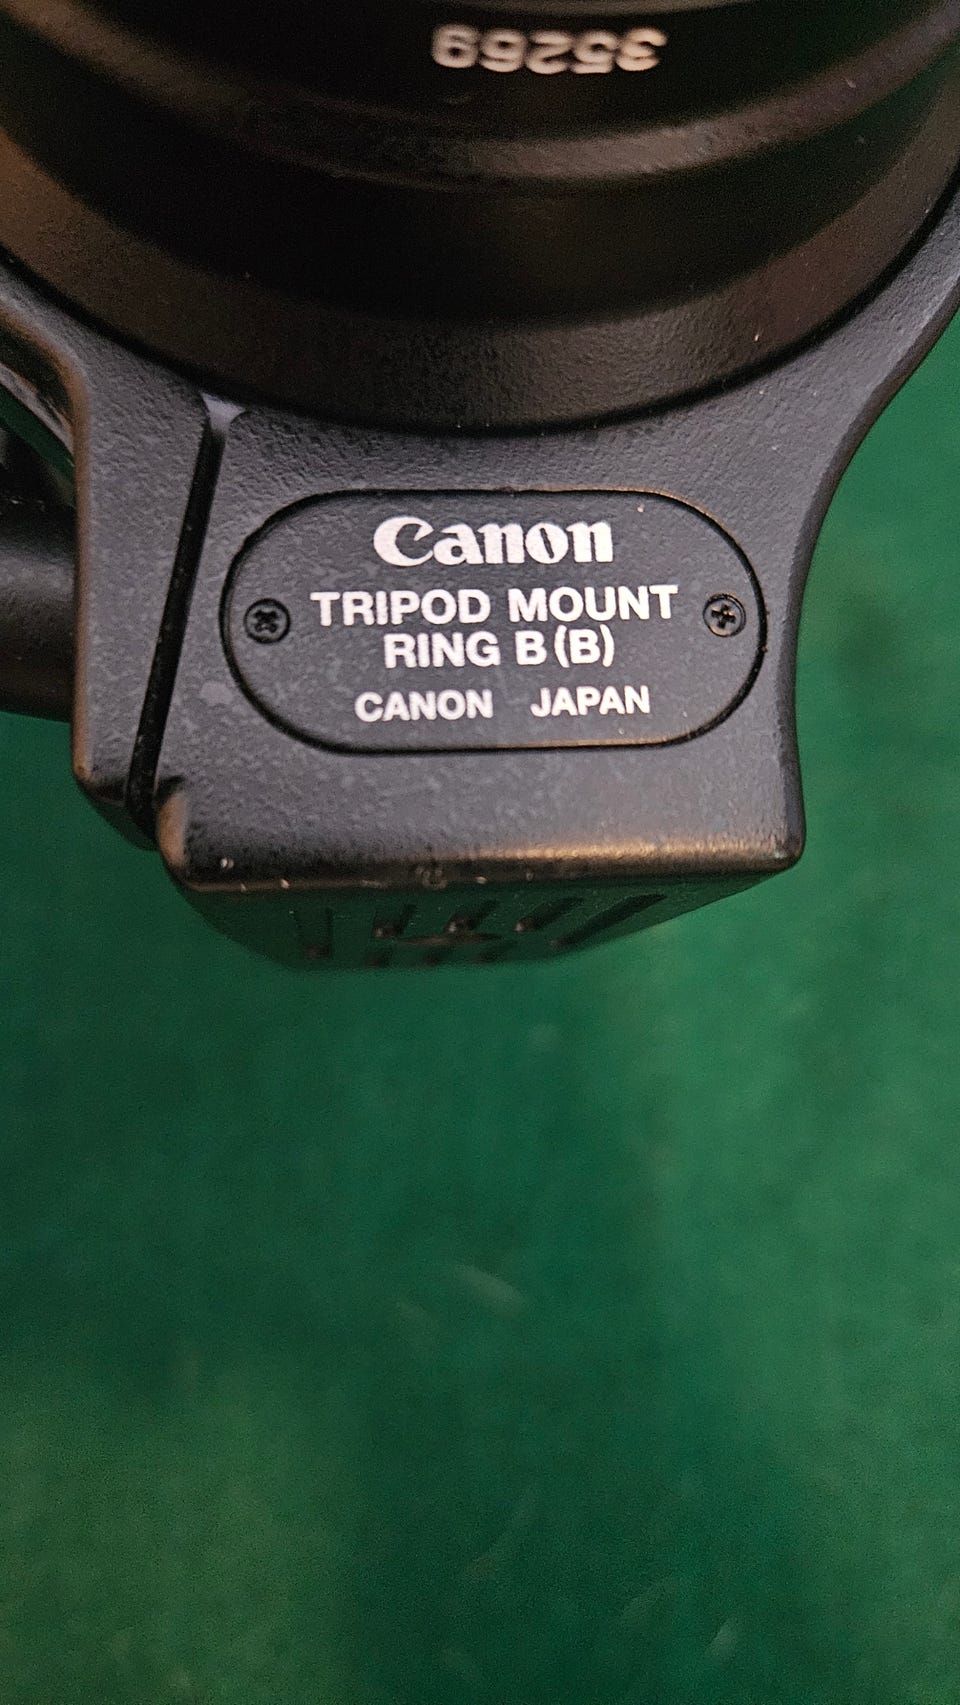 35269
Canon
TRIPOD MOUNT
RING B (B)
CANON JAPAN